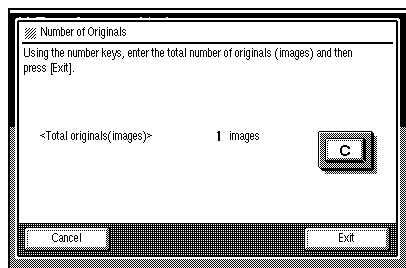 Number of Originals
Using the number keys, enter the total number of originals (images) and then
press [Exit].
<Total originals(images)> 1 images
C
Cancel Exit